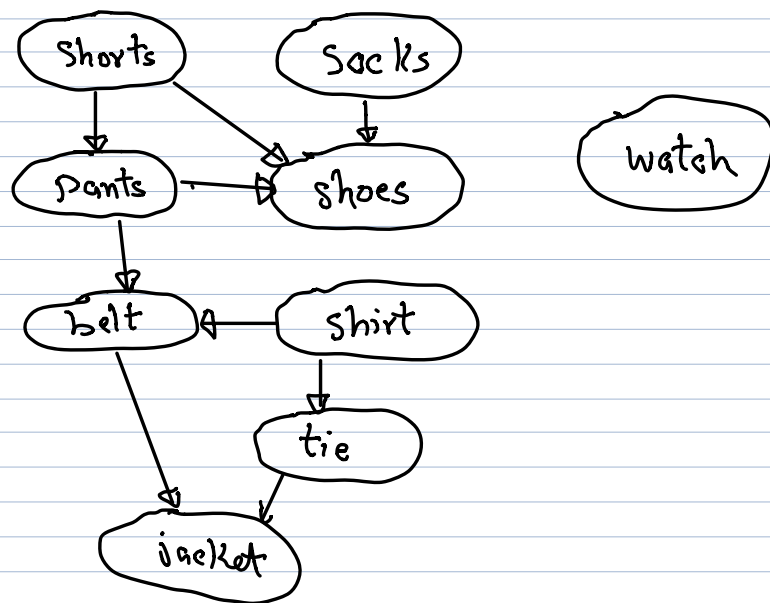 Shorts
Socks
watch
pants
shoes
belt
shirt
tie
jacket